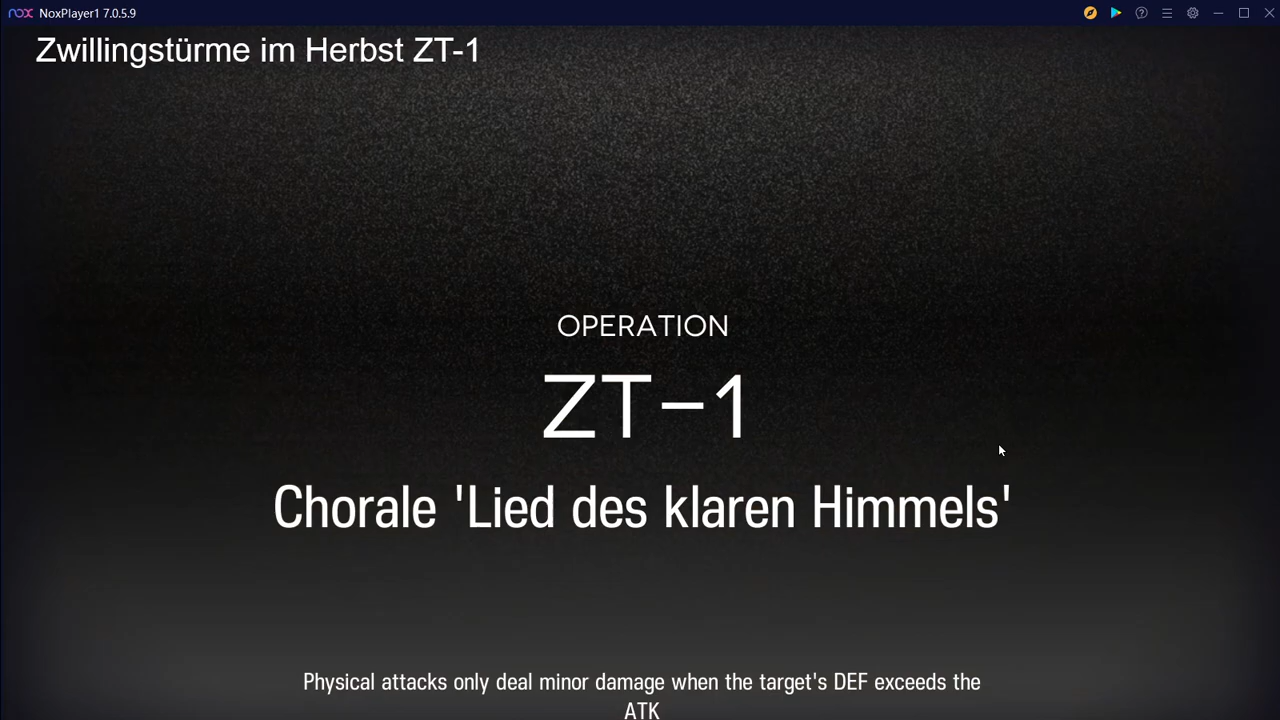 nox NoxPlayer1 7.0.5.9
Zwillingstürme im Herbst ZT-1
OPERATION
ZT-1
Chorale 'Lied des klaren Himmels'
Physical attacks only deal minor damage when the target's DEF exceeds the
ATK